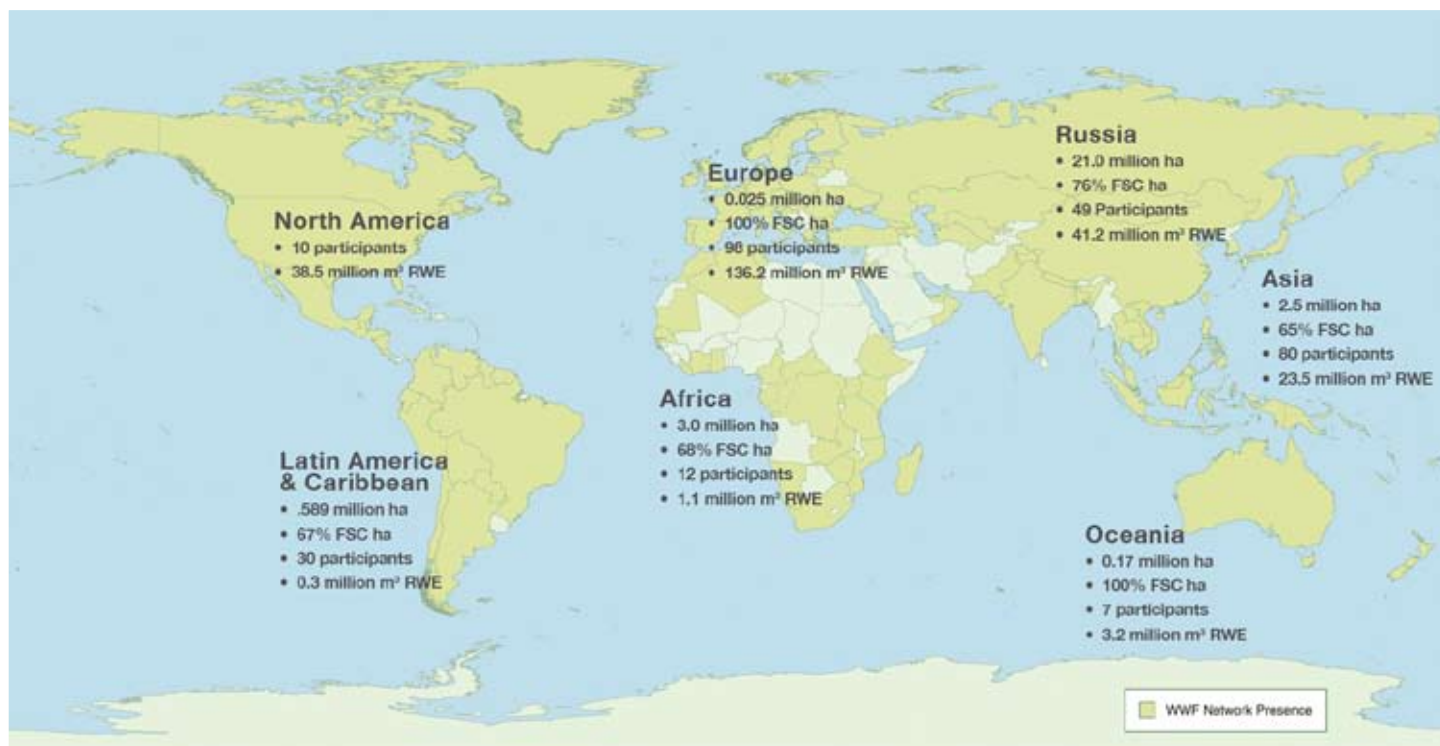 North America
• 10 participants
• 38.5 million m³ RWE
Latin America
& Caribbean
• .589 million ha
• 67% FSC ha
• 30 participants
• 0.3 million m³ RWE
Europe
• 0.025 million ha
• 100% FSC ha
• 98 participants
• 136.2 million m³ RWE
Africa
• 3.0 million ha
• 68% FSC ha
• 12 participants
• 1.1 million m³ RWE
Russia
• 21.0 million ha
• 76% FSC ha
• 49 Participants
• 41.2 million m³ RWE
Asia
• 2.5 million ha
• 65% FSC ha
• 80 participants
• 23.5 million m³ RWE
Oceania
• 0.17 million ha
• 100% FSC ha
• 7 participants
• 3.2 million m³ RWE
WWF Network Presence